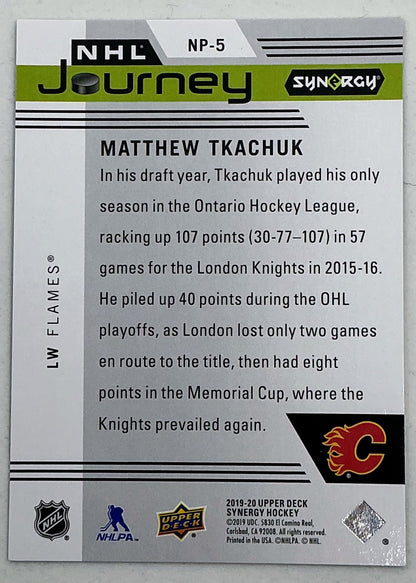 NHL® NP-5
Journey SYNERGY®
MATTHEW TKACHUK
In his draft year, Tkachuk played his only
season in the Ontario Hockey League,
racking up 107 points (30-77–107) in 57
games for the London Knights in 2015-16.
He piled up 40 points during the OHL
playoffs, as London lost only two games
en route to the title, then had eight
points in the Memorial Cup, where the
Knights prevailed again.
LW FLAMES®
C
NHL
NHLPA
UPPER
DECK
2019-20 UPPER DECK
SYNERGY HOCKEY
©2019 UDC. 5830 El Camino Real,
Carlsbad, CA 92008. All rights reserved.
Printed in the USA. ©NHLPA. © NHL.